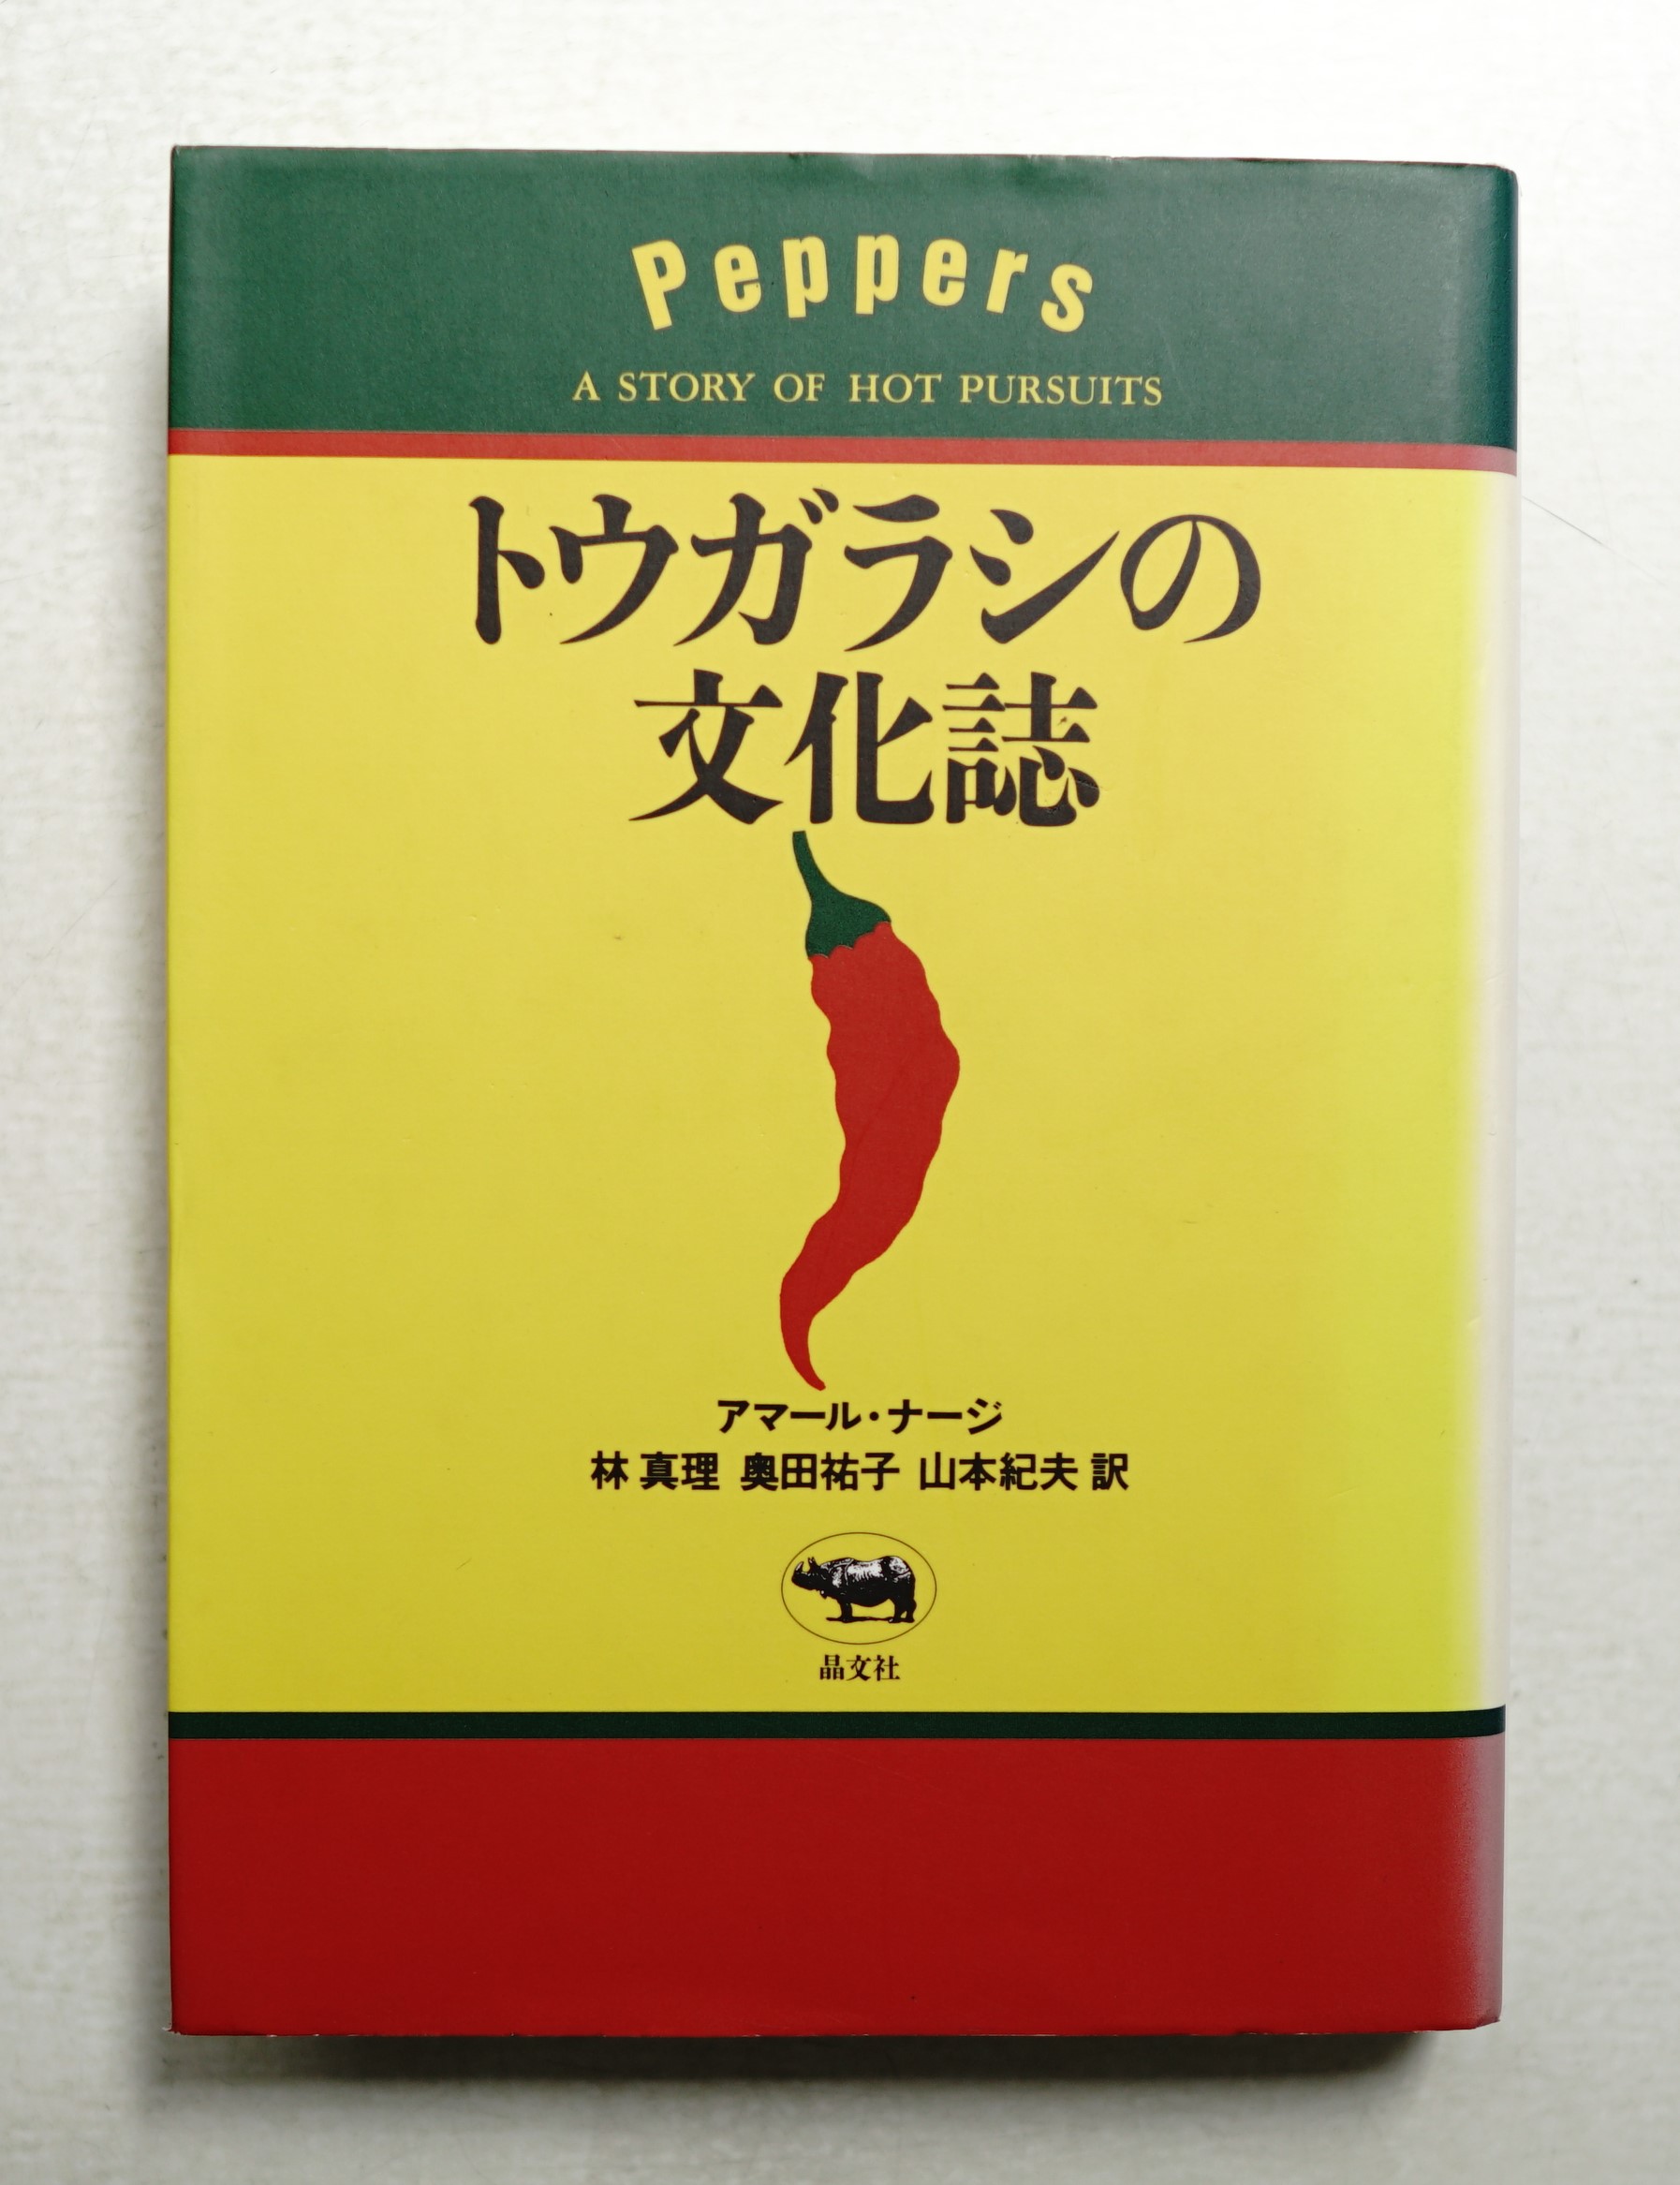 Peppers
A STORY OF HOT PURSUITS
トウガラシの
文化誌
アマール・ナージ
林 真理 奥田祐子 山本紀夫 訳
晶文社